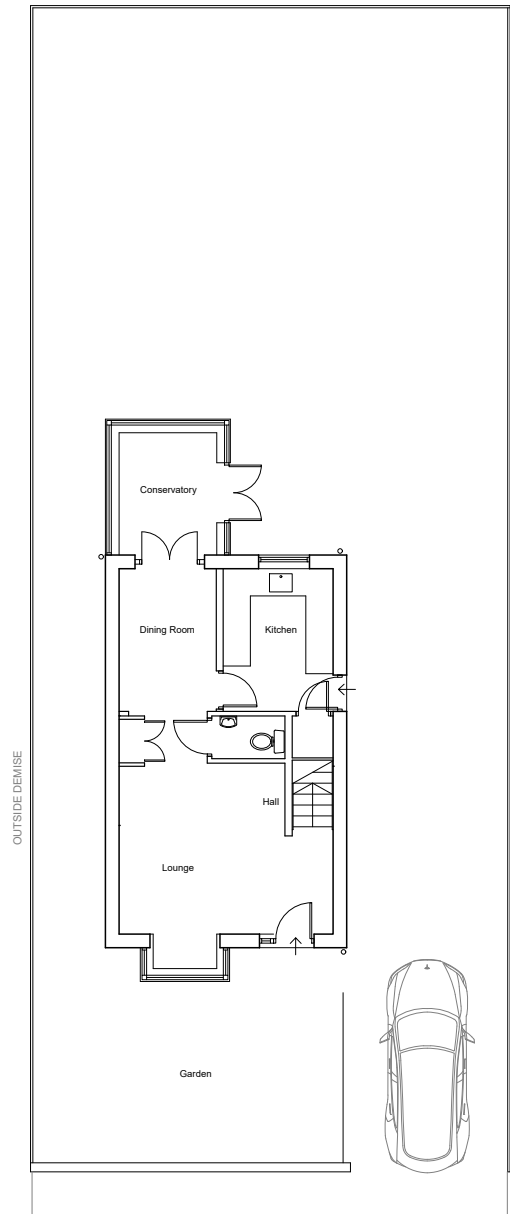 Conservatory
Dining Room
Kitchen
OUTSIDE DEMISE
Hall
Lounge
Garden